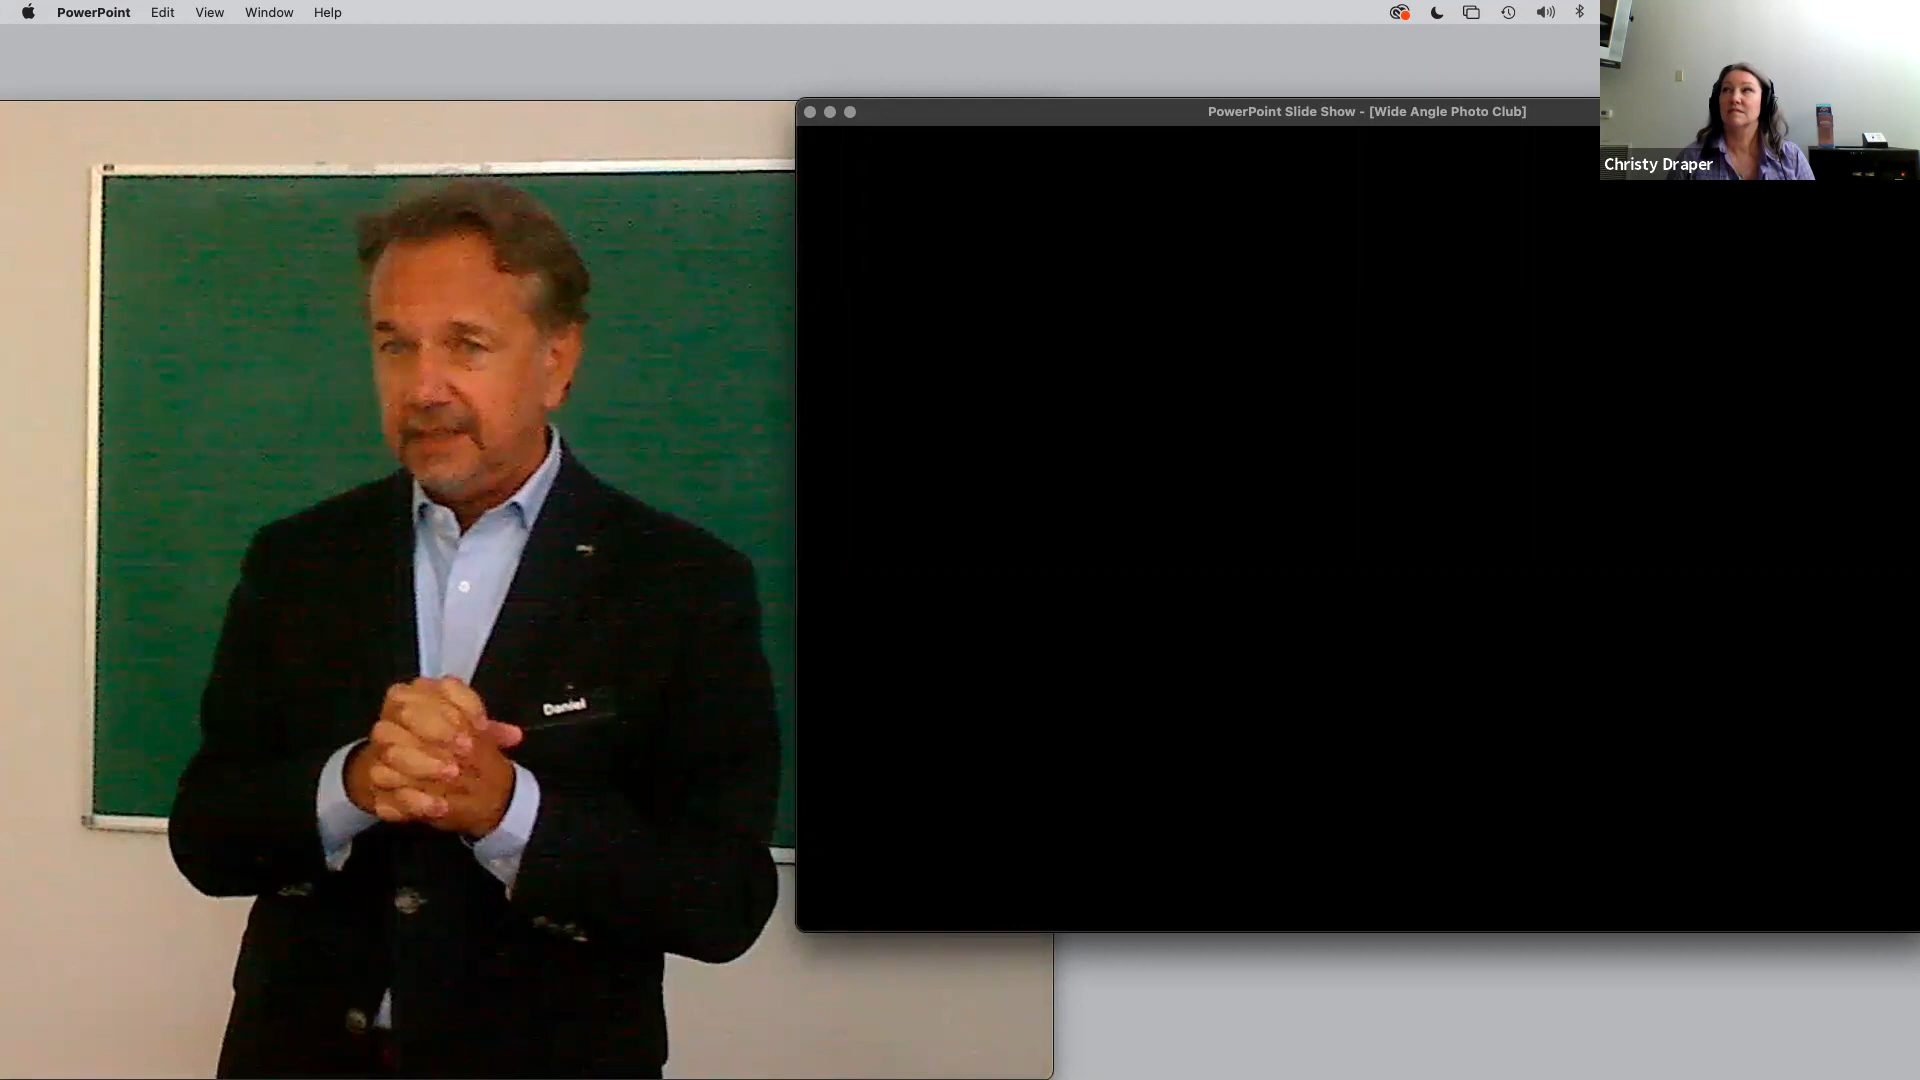 PowerPoint Edit View Window Help
PowerPoint Slide Show - [Wide Angle Photo Club]
Christy Draper
Daniel